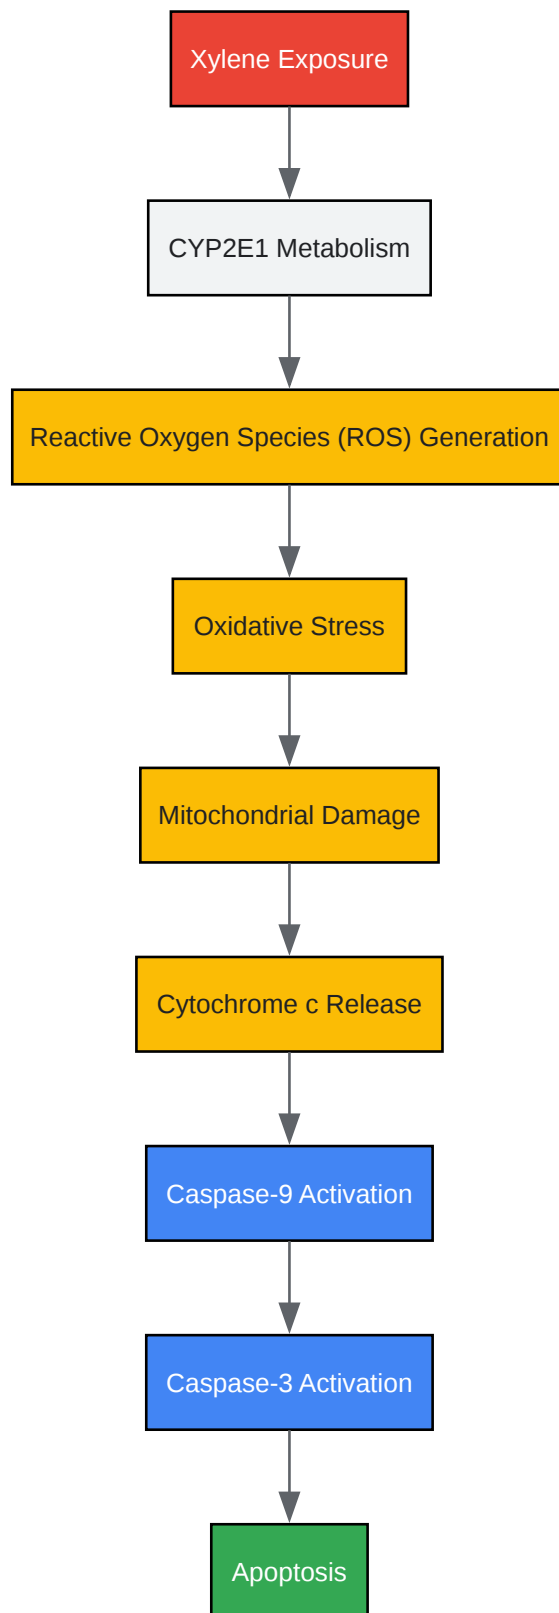 Xylene Exposure
CYP2E1 Metabolism
Reactive Oxygen Species (ROS) Generation
Oxidative Stress
Mitochondrial Damage
Cytochrome c Release
Caspase-9 Activation
Caspase-3 Activation
Apoptosis